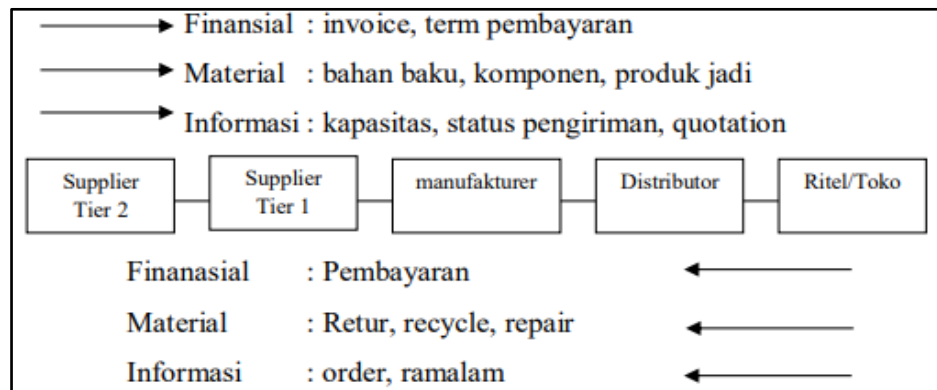 Finansial : invoice, term pembayaran
Material : bahan baku, komponen, produk jadi
Informasi : kapasitas, status pengiriman, quotation
Supplier Tier 2
Supplier Tier 1
manufakturer
Distributor
Ritel/Toko
Finanasial : Pembayaran
Material : Retur, recycle, repair
Informasi : order, ramalam